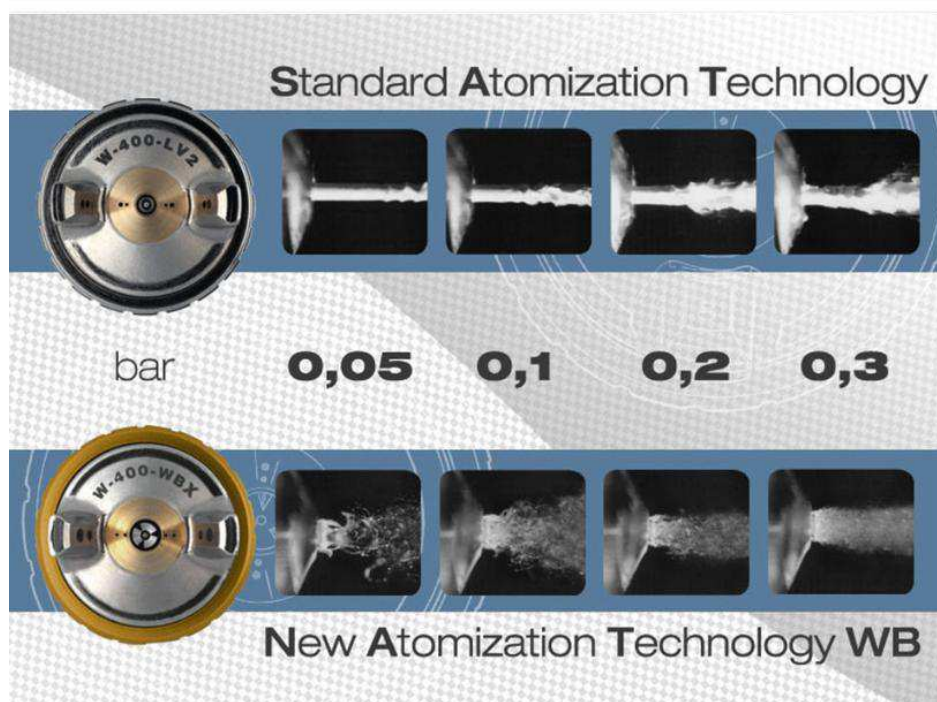 Standard Atomization Technology
W-400-LV2
bar 0,05 0,1 0,2 0,3
W-400-WBX
New Atomization Technology WB